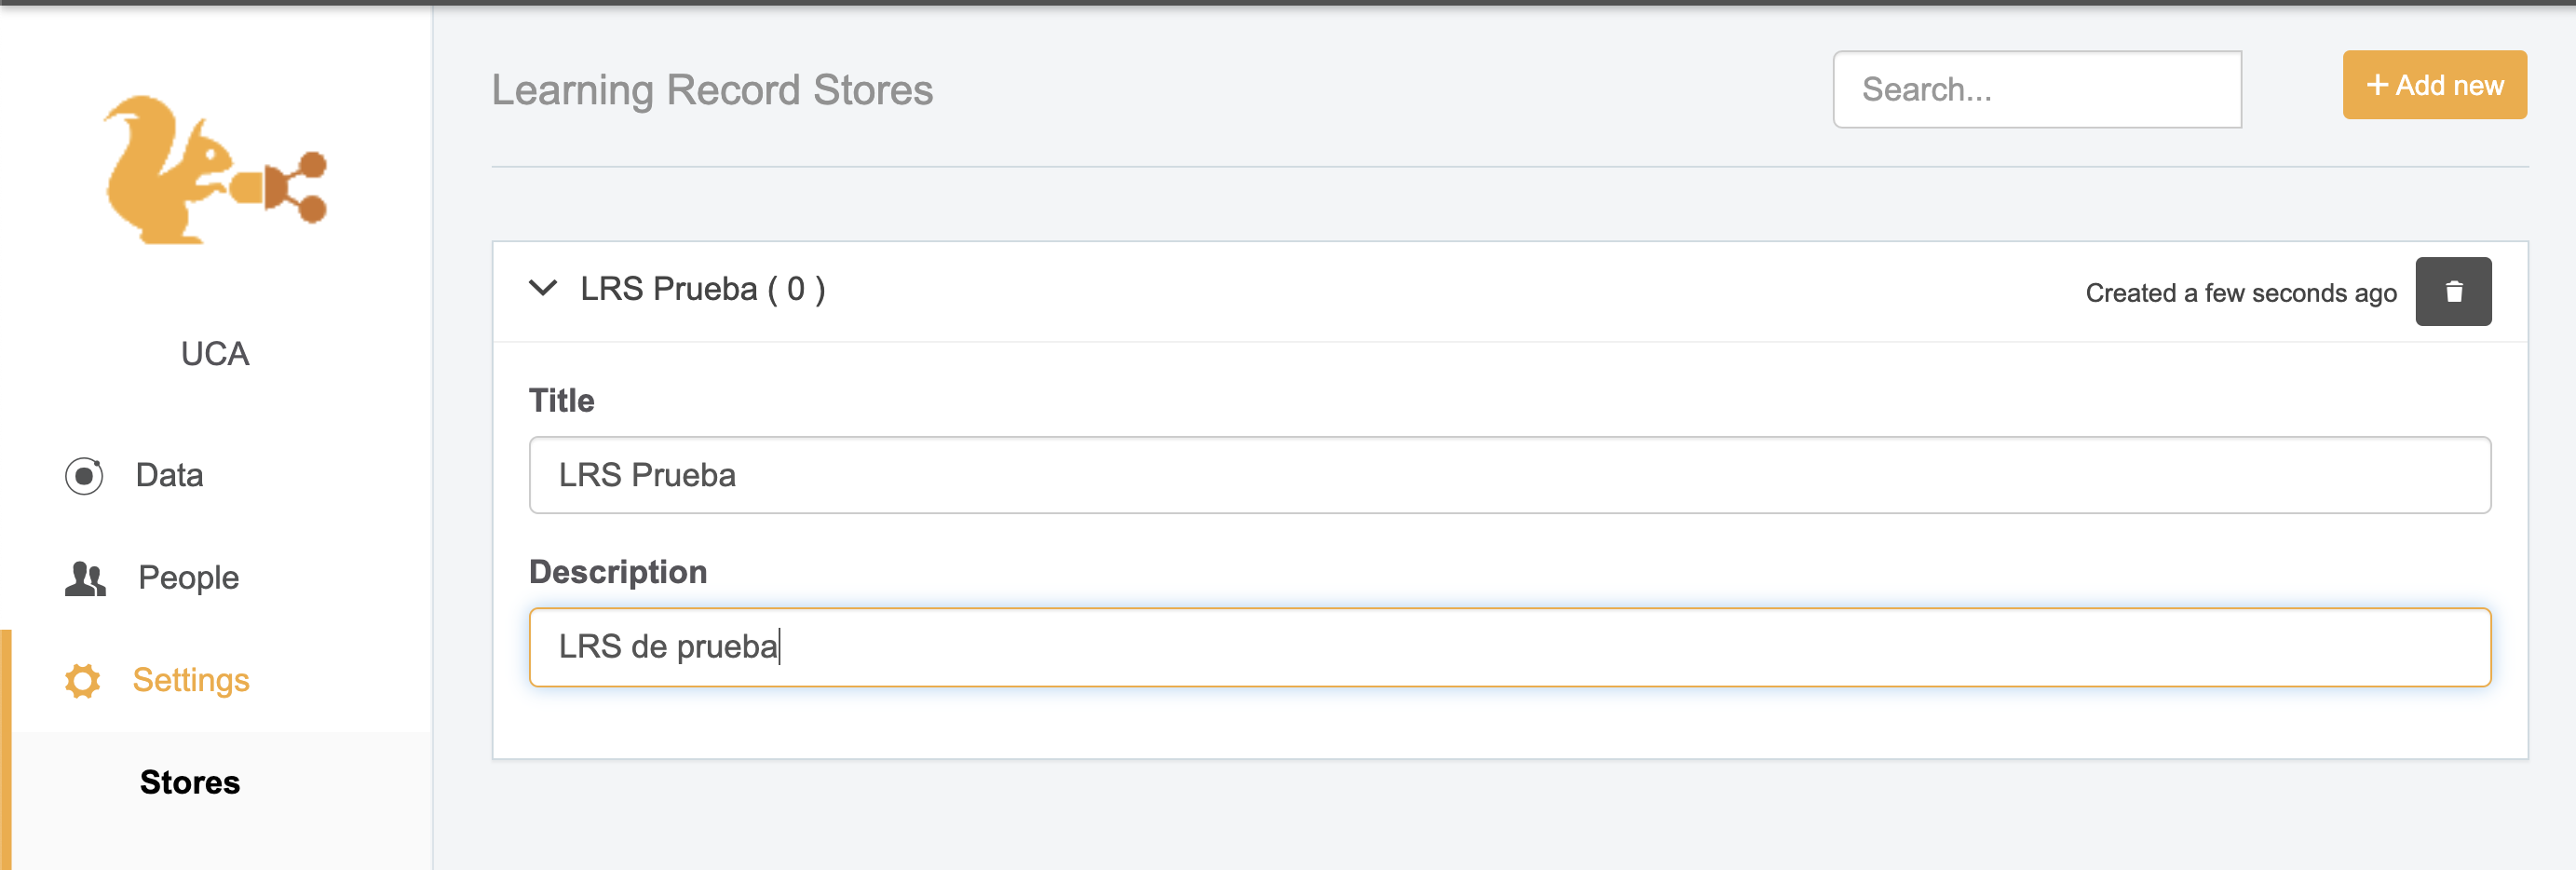 Learning Record Stores
Search...
+ Add new
UCA
Data
People
Settings
Stores
LRS Prueba ( 0 )
Created a few seconds ago
Title
LRS Prueba
Description
LRS de prueba